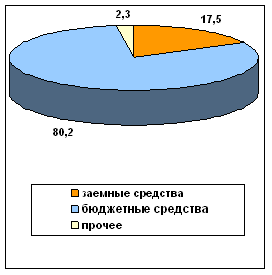 2,3
17,5
80,2
заемные средства
бюджетные средства
прочее